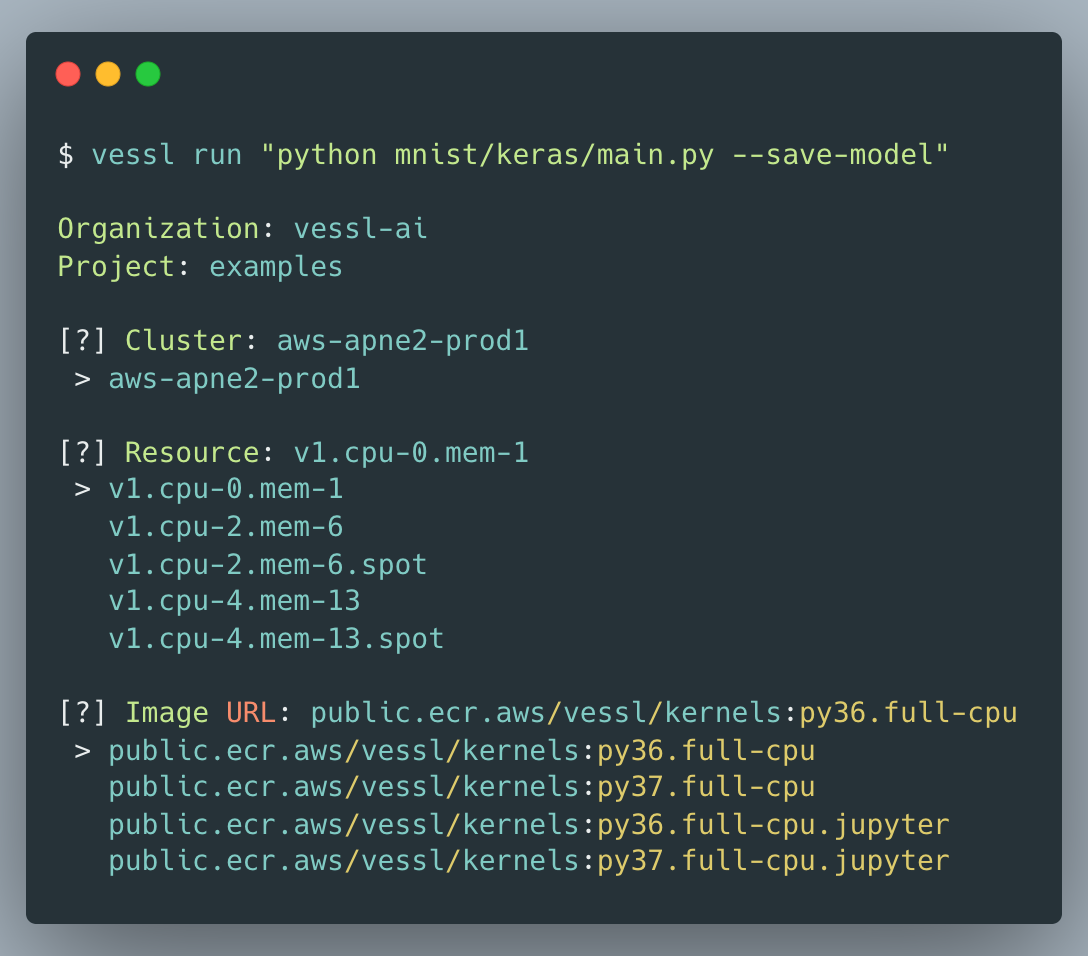 $ vessl run "python mnist/keras/main.py --save-model"
Organization: vessl-ai
Project: examples
[?] Cluster: aws-apne2-prod1
> aws-apne2-prod1
[?] Resource: v1.cpu-0.mem-1
> v1.cpu-0.mem-1
v1.cpu-2.mem-6
v1.cpu-2.mem-6.spot
v1.cpu-4.mem-13
v1.cpu-4.mem-13.spot
[?] Image URL: public.ecr.aws/vessl/kernels:py36.full-cpu
> public.ecr.aws/vessl/kernels:py36.full-cpu
public.ecr.aws/vessl/kernels:py37.full-cpu
public.ecr.aws/vessl/kernels:py36.full-cpu.jupyter
public.ecr.aws/vessl/kernels:py37.full-cpu.jupyter